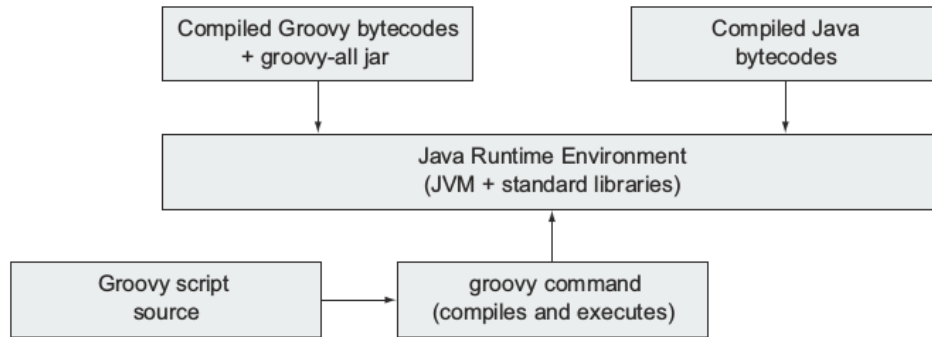 Compiled Groovy bytecodes
+ groovy-all jar
Compiled Java
bytecodes
Java Runtime Environment
(JVM + standard libraries)
Groovy script
source
groovy command
(compiles and executes)